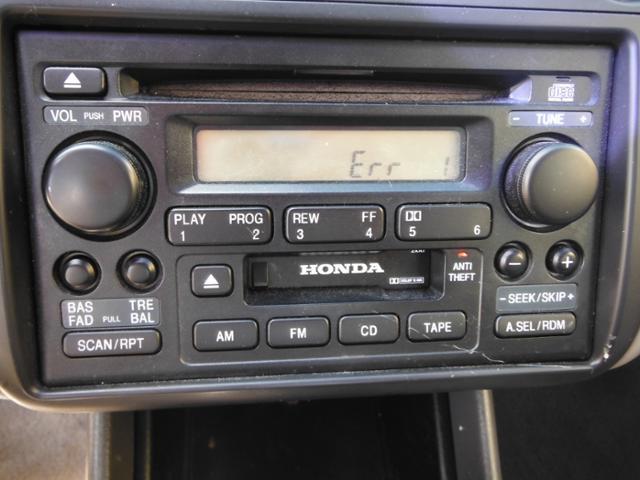 VOL PUSH PWR
DISC
- TUNE +
Err 1
PLAY PROG
1 2
REW FF
3 4
5 6
HONDA
ANTI
THEFT
- +
BAS TRE
FAD PULL BAL
- SEEK/SKIP +
SCAN/RPT
AM
FM
CD
TAPE
A.SEL/RDM